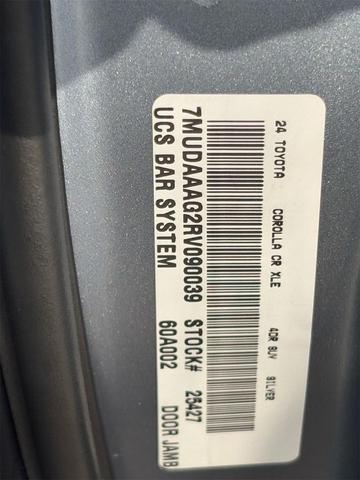 24 TOYOTA COROLLA CR XLE 4DR SUV SILVER
7MUDAAAG2RV090039 STOCK# 25427
UCS BAR SYSTEM 60A002 DOOR JAMB